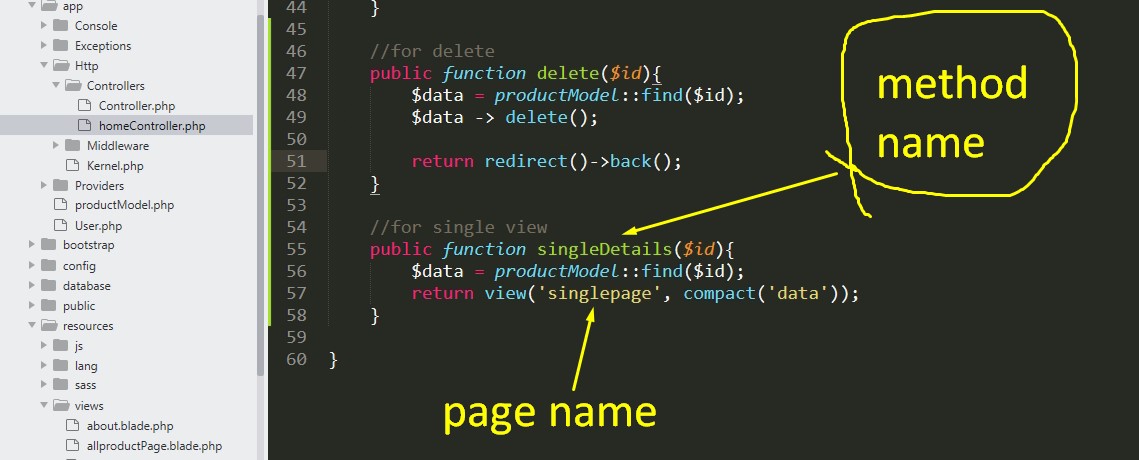 app
Console
Exceptions
Http
Controllers
Controller.php
homeController.php
Middleware
Kernel.php
Providers
productModel.php
User.php
bootstrap
config
database
public
resources
js
lang
sass
views
about.blade.php
allproductPage.blade.php
44 }
45
46 //for delete
47 public function delete($id){
48 $data = productModel::find($id);
49 $data -> delete();
50
51 return redirect()->back();
52 }
53
54 //for single view
55 public function singleDetails($id){
56 $data = productModel::find($id);
57 return view('singlepage', compact('data'));
58 }
59
60 }
method
name
page name